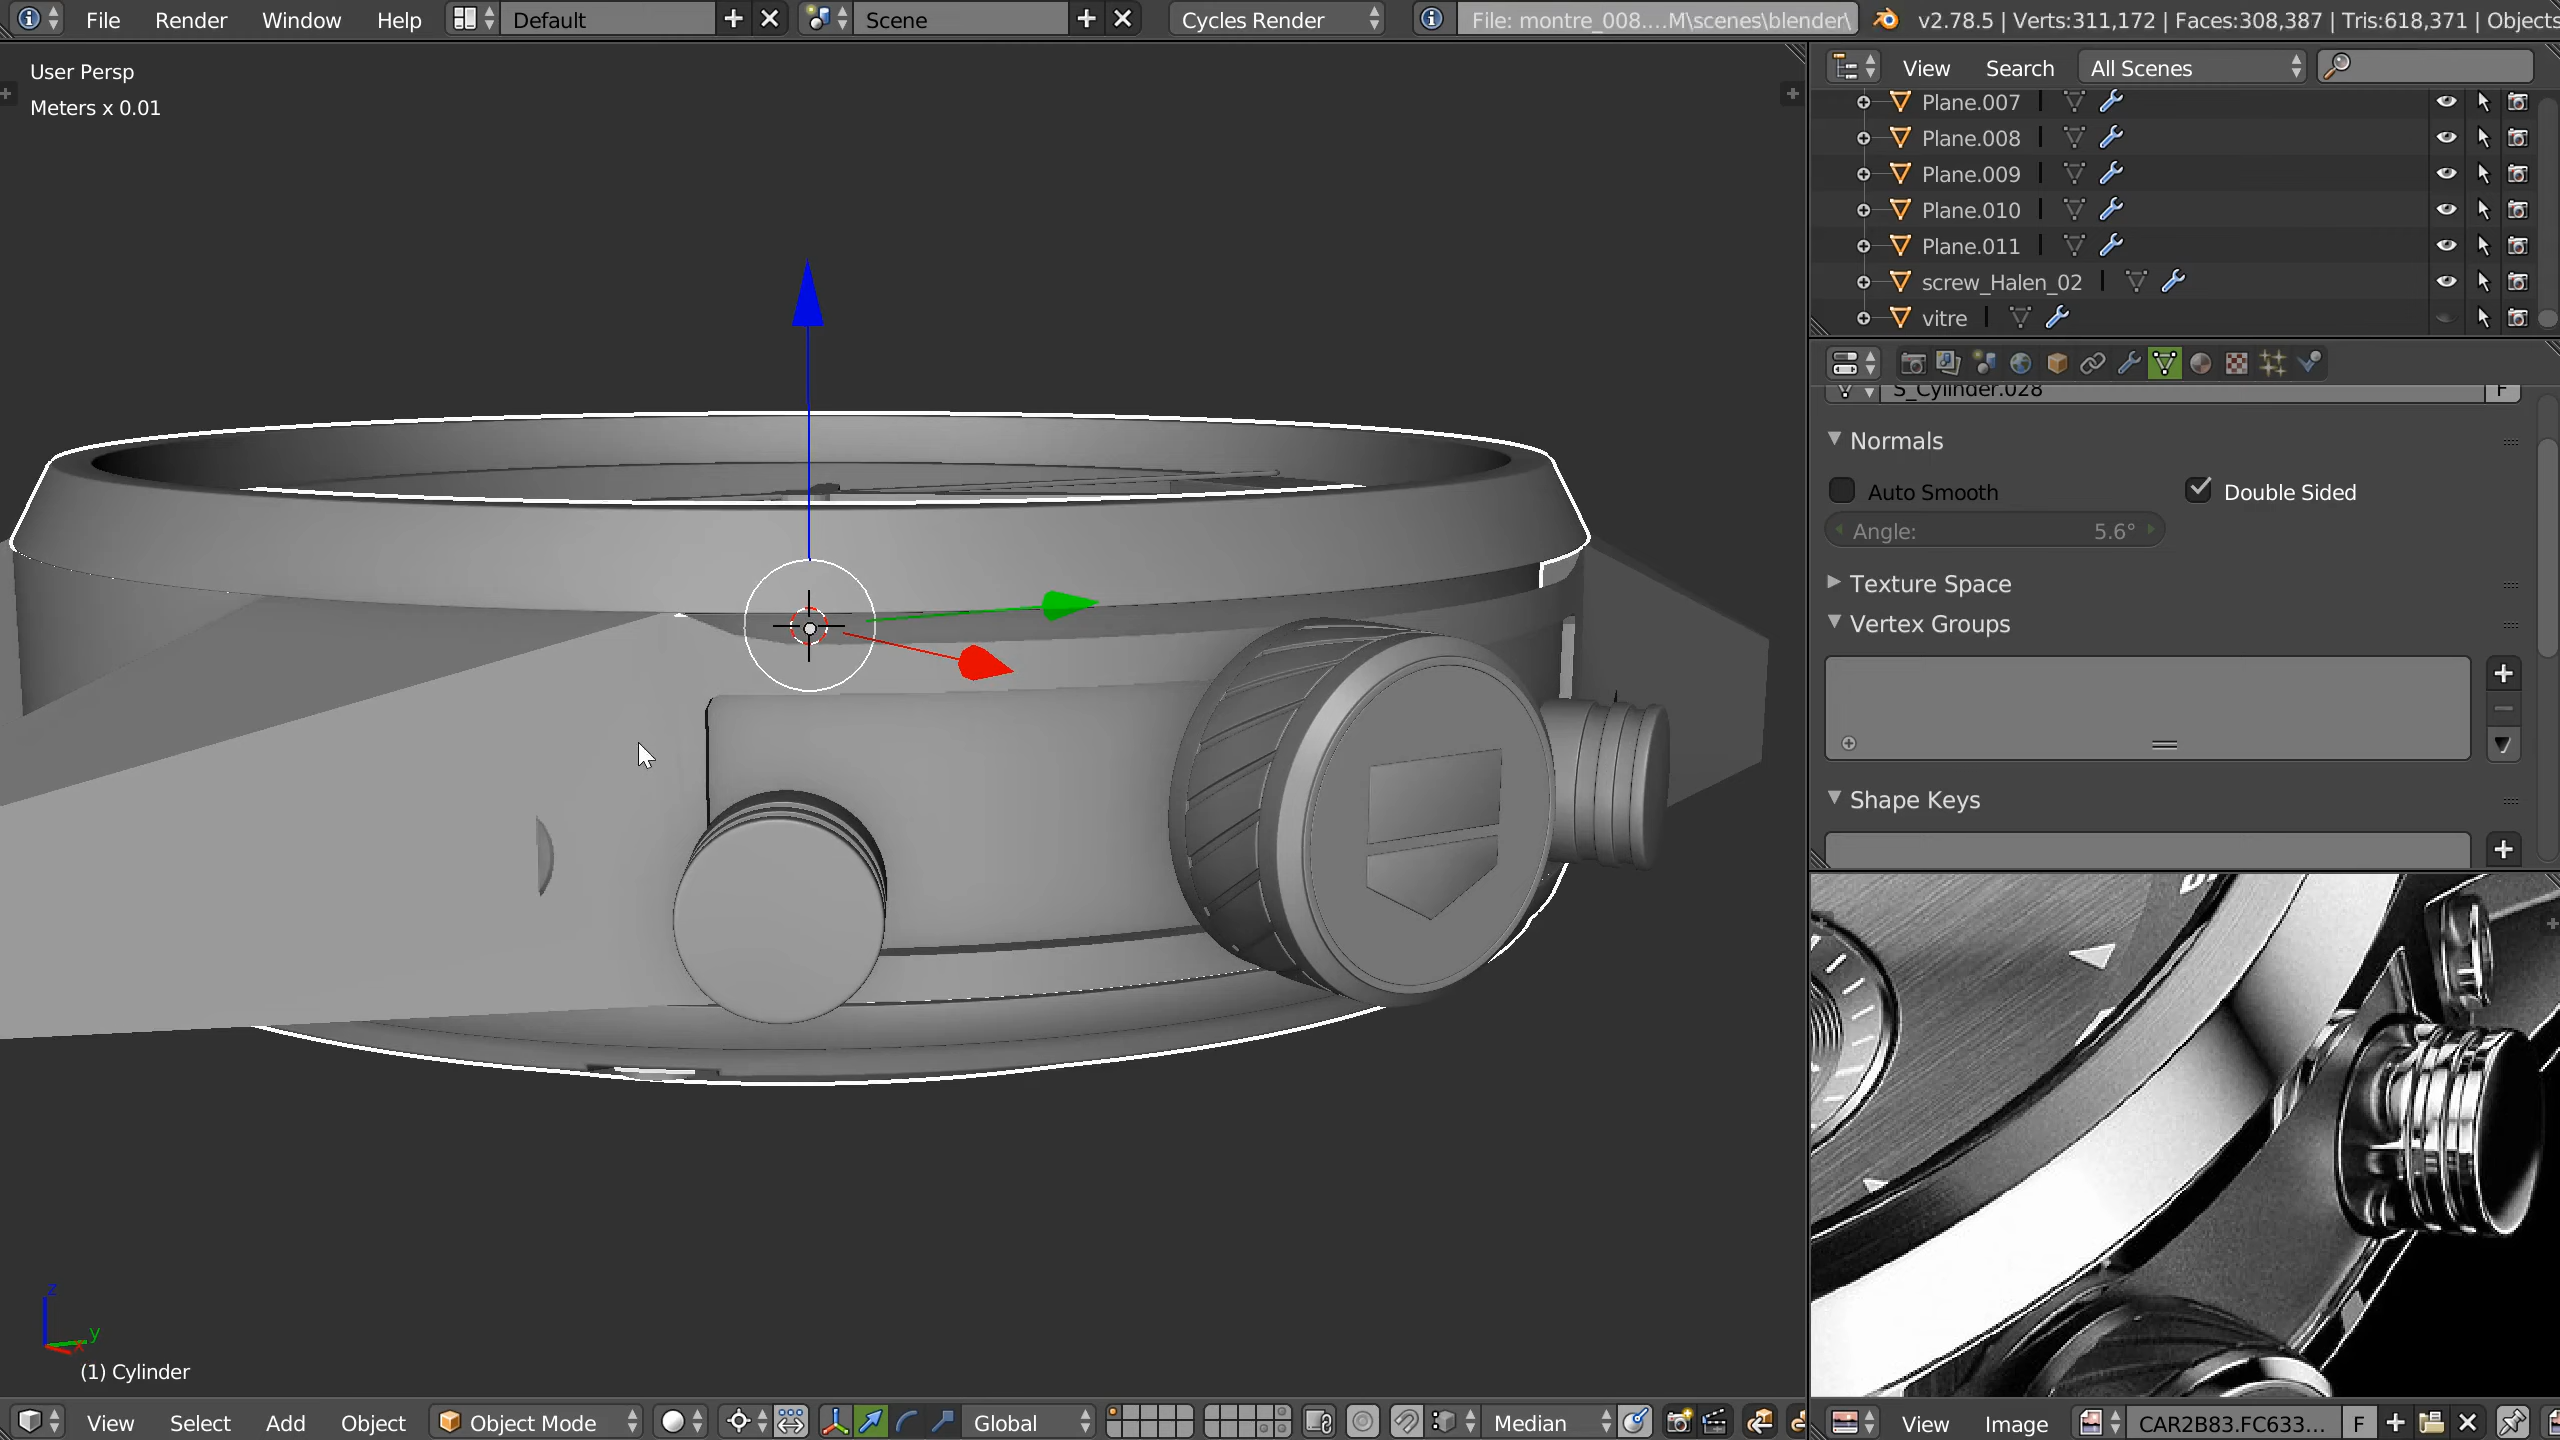 File Render Window Help Default Scene Cycles Render File: montre_008....M\scenes\blender\ v2.78.5 | Verts:311,172 | Faces:308,387 | Tris:618,371 | Objects
User Persp
Meters x 0.01
View Search All Scenes
Plane.007
Plane.008
Plane.009
Plane.010
Plane.011
screw_Halen_02
vitre
S_Cylinder.028 F
Normals
Auto Smooth Double Sided
Angle: 5.6°
Texture Space
Vertex Groups
Shape Keys
z
y
x
(1) Cylinder
View Select Add Object Object Mode Global Median
View Image CAR2B83.FC633... F